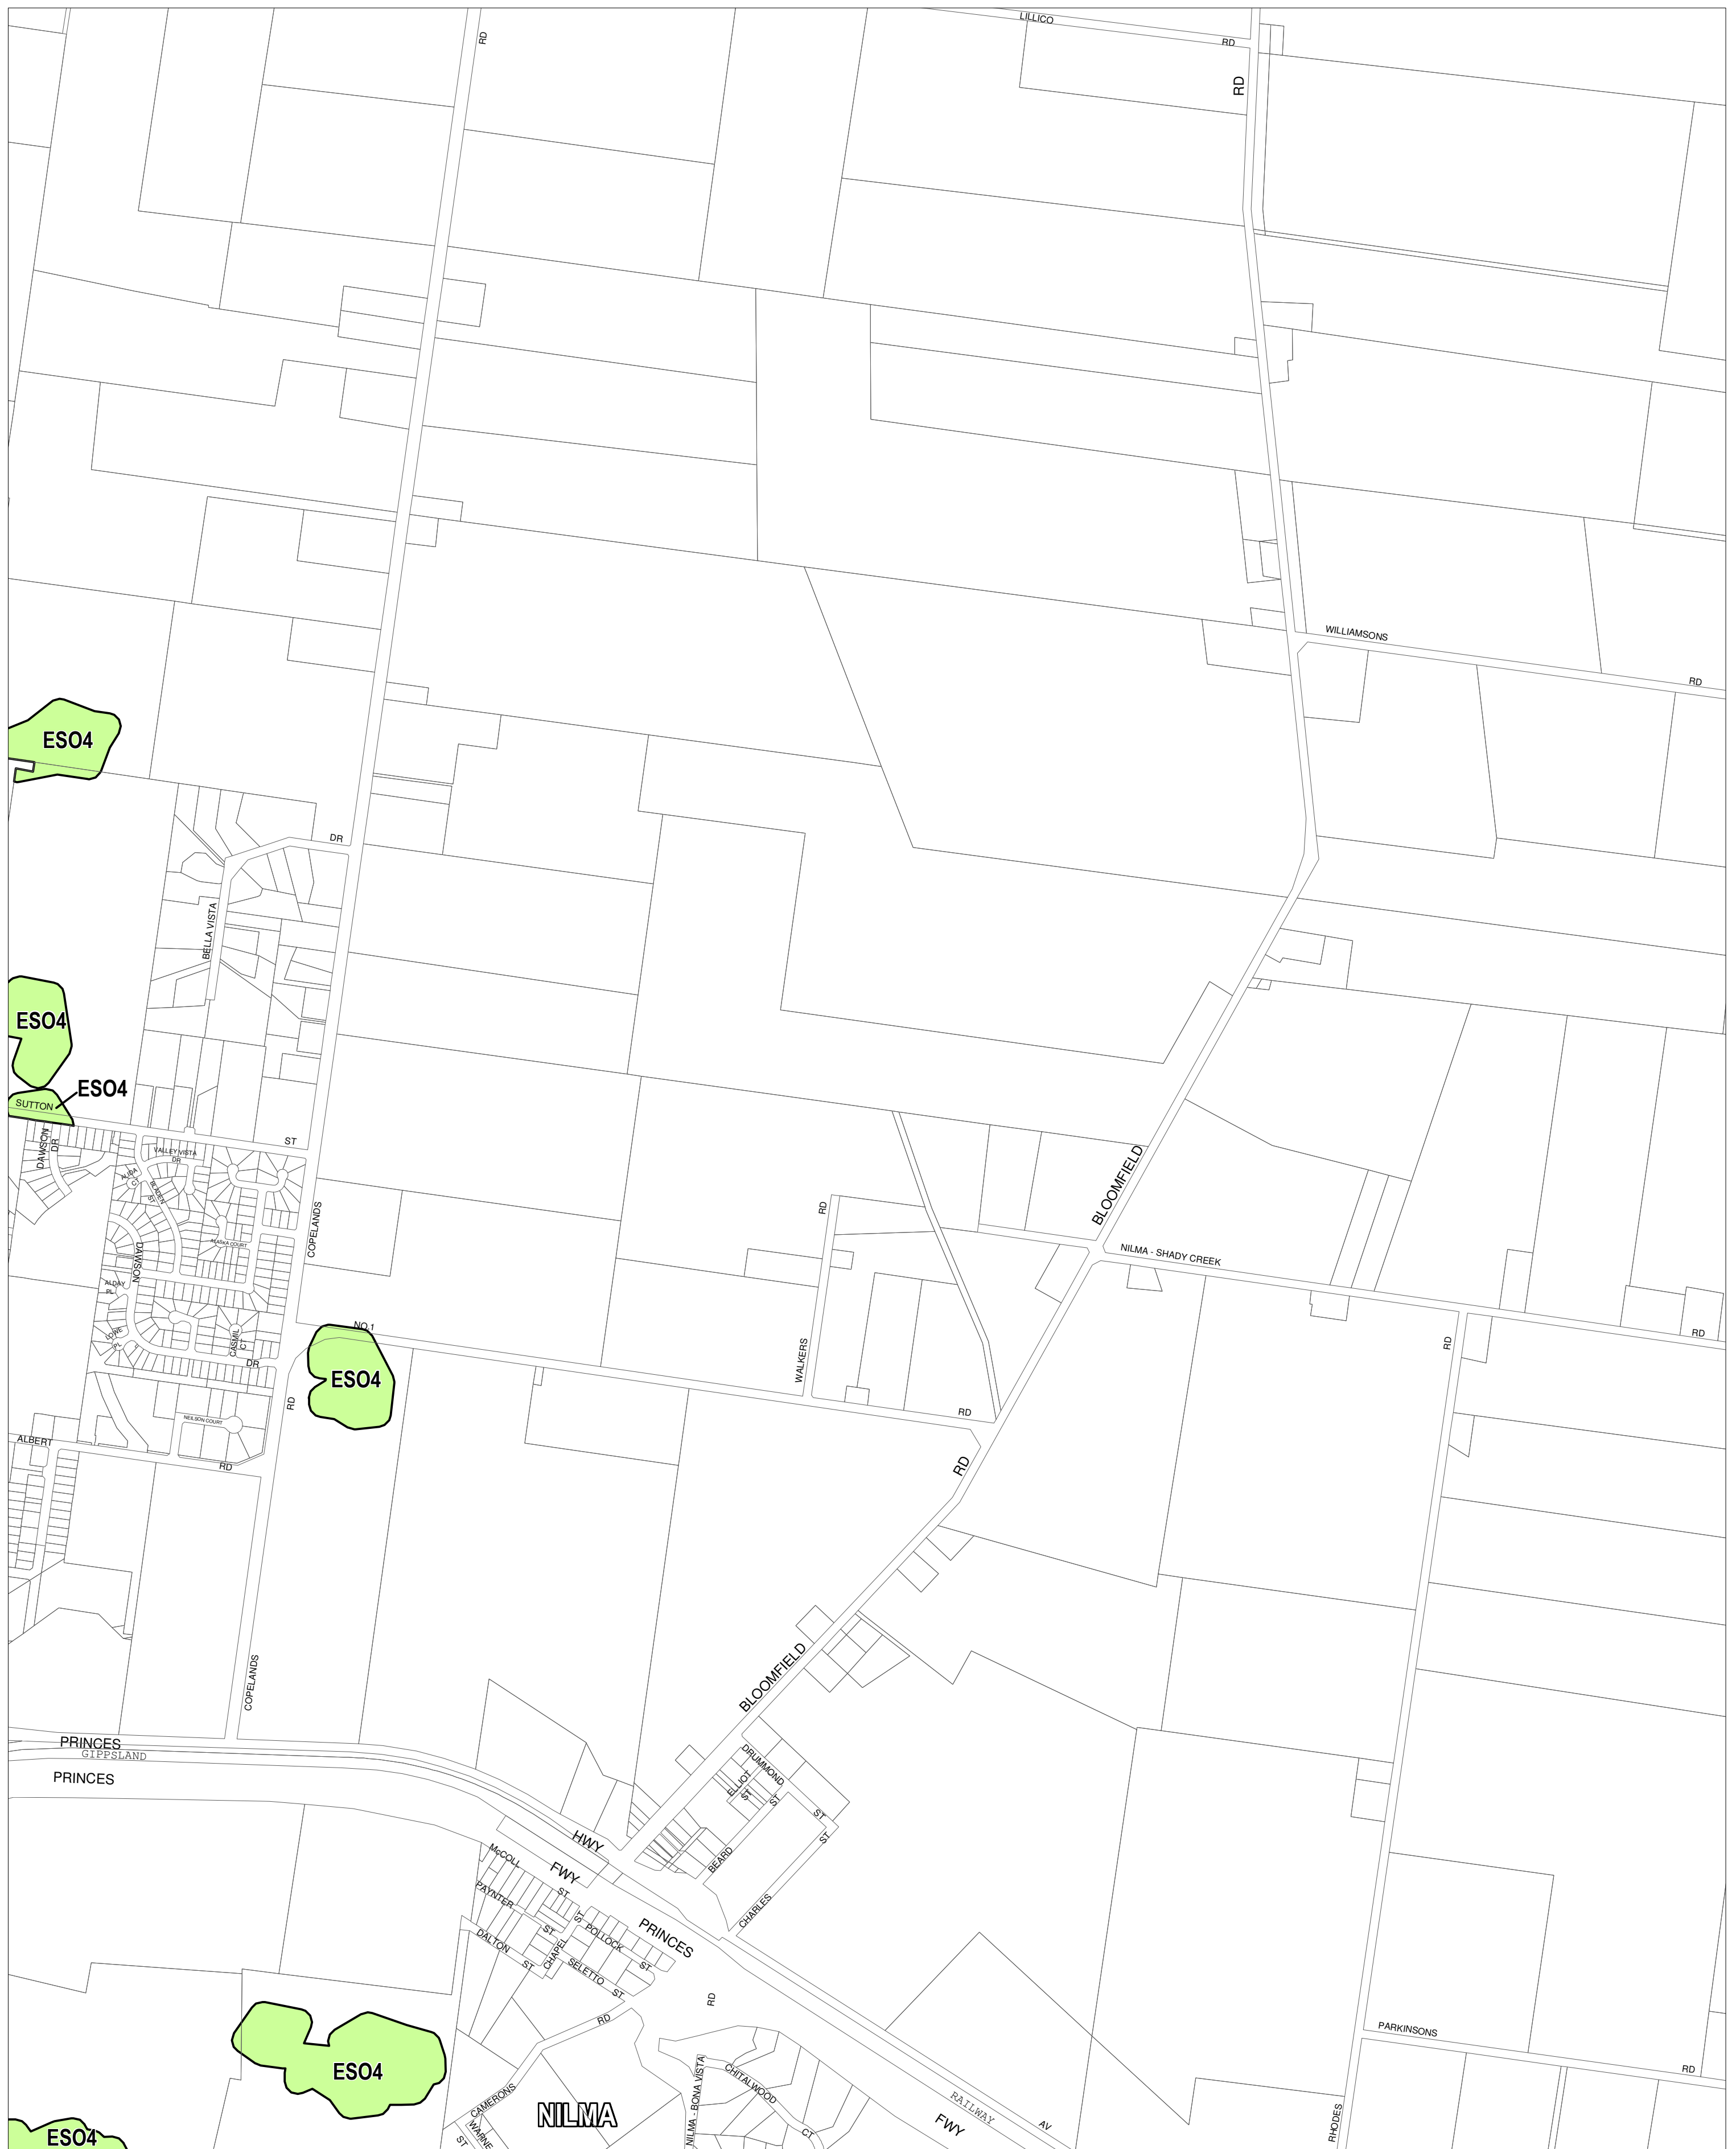 LILLICO
RD
RD
RD
WILLIAMSONS
RD
ESO4
DR
BELLA VISTA
ESO4
ESO4
SUTTON
ST
DAWSON
DR
VALLEY VISTA
DR
BLADEN
ST
COPELANDS
ALASKA COURT
DAWSON
ALDAY
PL
LOWE
PL
CASMIL
CT
DR
NO.1
ESO4
RD
NEILSON COURT
ALBERT
RD
BLOOMFIELD
NILMA - SHADY CREEK
RD
RD
WALKERS
RD
RD
RD
COPELANDS
BLOOMFIELD
PRINCES
GIPPSLAND
PRINCES
HWY
FWY
DRUMMOND
ST
ELLIOT
ST
ST
ST
BEARD
CHARLES
McCOLL
ST
PAYNTER
ST
DALTON
ST
CHAPEL
ST
POLLOCK
ST
SELETTO
ST
PRINCES
RD
RD
PARKINSONS
RD
ESO4
ESO4
CAMERONS
WARNE
ST
NILMA
NILMA - BONA VISTA
CHITALWOOD
CT
RAILWAY
AV
FWY
RHODES